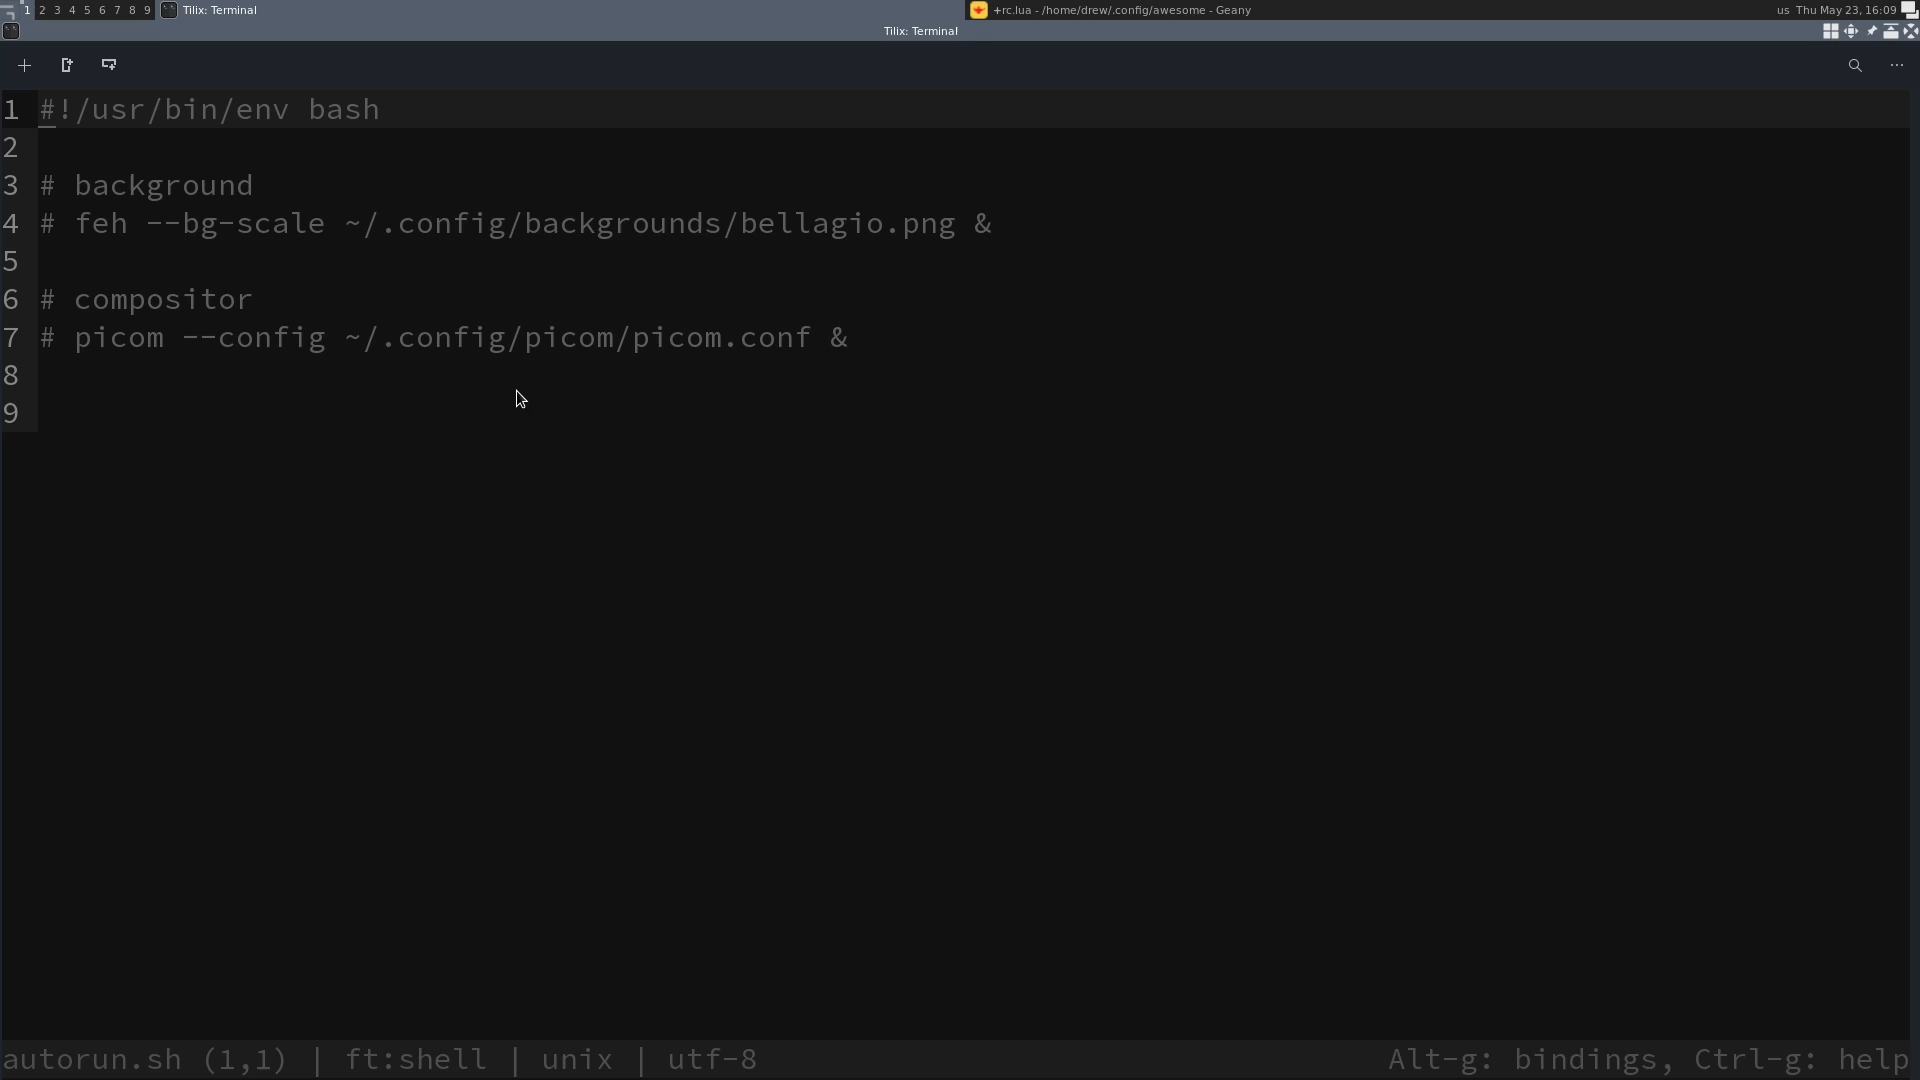 1 2 3 4 5 6 7 8 9 Tilix: Terminal +rc.lua - /home/drew/.config/awesome - Geany us Thu May 23, 16:09
Tilix: Terminal
1 #!/usr/bin/env bash
2
3 # background
4 # feh --bg-scale ~/.config/backgrounds/bellagio.png &
5
6 # compositor
7 # picom --config ~/.config/picom/picom.conf &
8
9
autorun.sh (1,1) | ft:shell | unix | utf-8 Alt-g: bindings, Ctrl-g: help